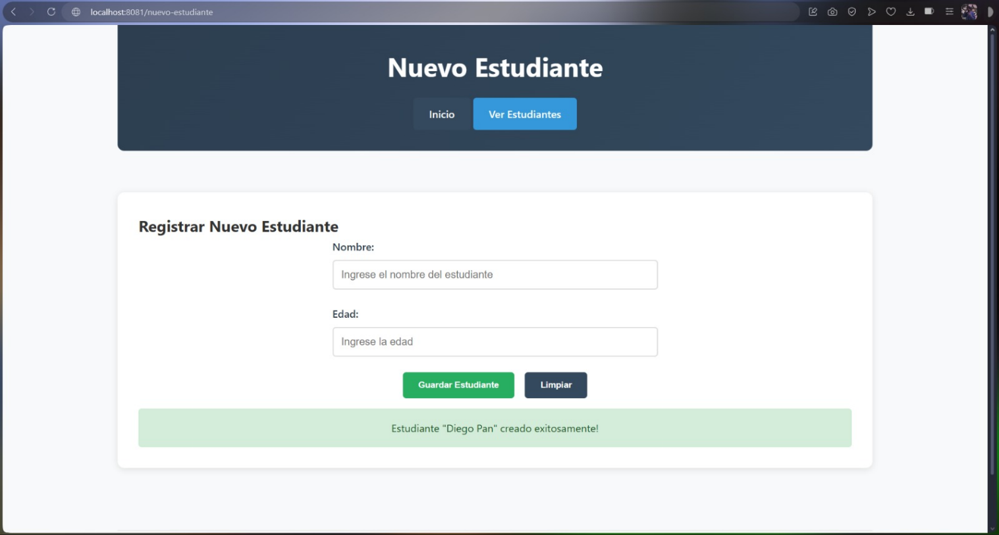 localhost:8081/nuevo-estudiante
Nuevo Estudiante
Inicio
Ver Estudiantes
Registrar Nuevo Estudiante
Nombre:
Ingrese el nombre del estudiante
Edad:
Ingrese la edad
Guardar Estudiante
Limpiar
Estudiante "Diego Pan" creado exitosamente!